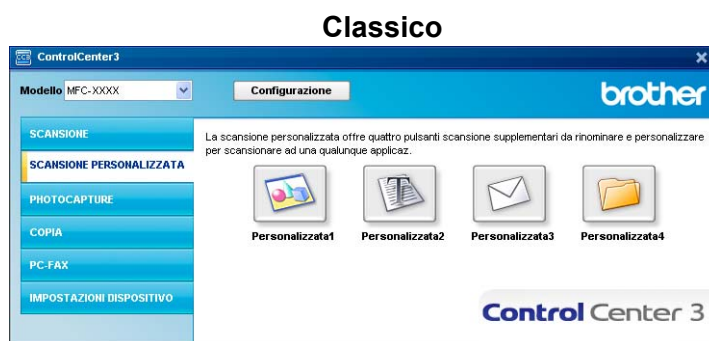 Classico
ControlCenter3
Modello MFC-XXXX Configurazione brother
SCANSIONE
SCANSIONE PERSONALIZZATA
PHOTOCAPTURE
COPIA
PC-FAX
IMPOSTAZIONI DISPOSITIVO
La scansione personalizzata offre quattro pulsanti scansione supplementari da rinominare e personalizzare
per scansionare ad una qualunque applicaz.
Personalizzata1 Personalizzata2 Personalizzata3 Personalizzata4
Control Center 3